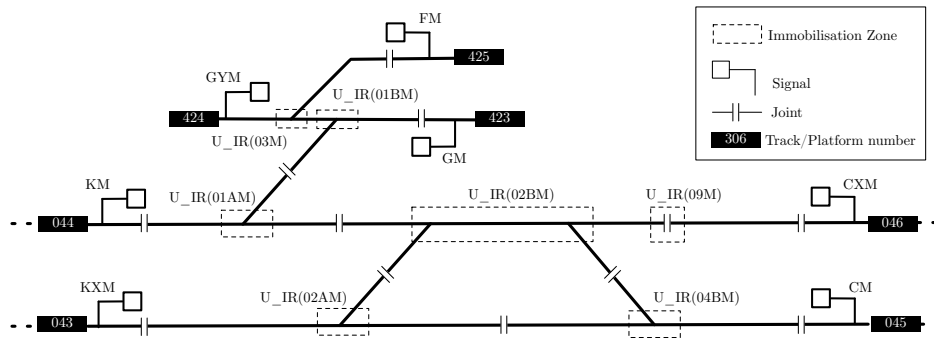 FM
425
GYM
U_IR(01BM)
424
423
U_IR(03M)
GM
KM
U_IR(01AM)
U_IR(02BM)
U_IR(09M)
CXM
044
046
KXM
U_IR(02AM)
U_IR(04BM)
CM
043
045
Immobilisation Zone
Signal
Joint
306 Track/Platform number